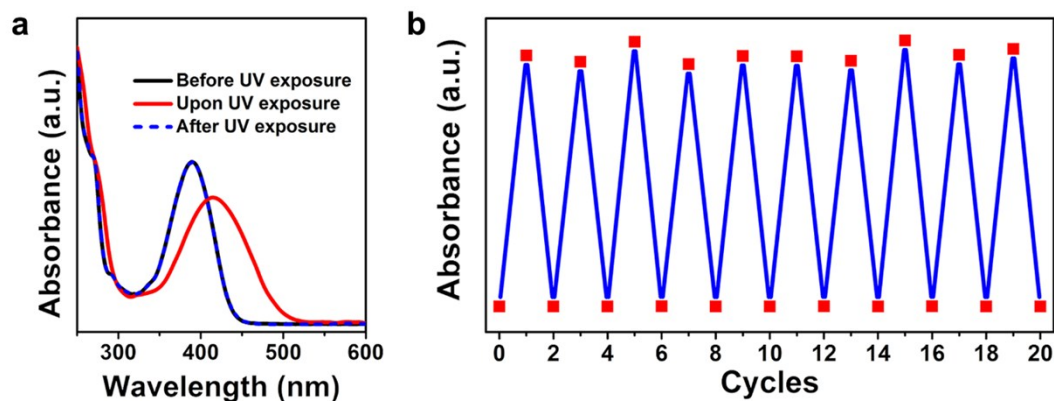 a
Absorbance (a.u.)
Before UV exposure
Upon UV exposure
After UV exposure
300 400 500 600
Wavelength (nm)
b
Absorbance (a.u.)
0 2 4 6 8 10 12 14 16 18 20
Cycles